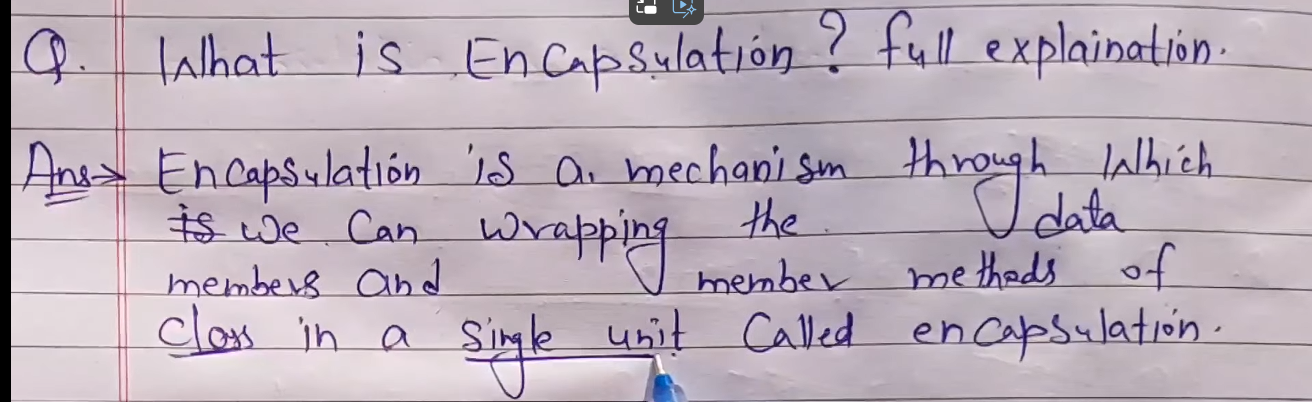 Q. What is Encapsulation? full explaination.
Ans→ Encapsulation is a mechanism through which
is we can wrapping the data
members and member methods of
class in a single unit called encapsulation.